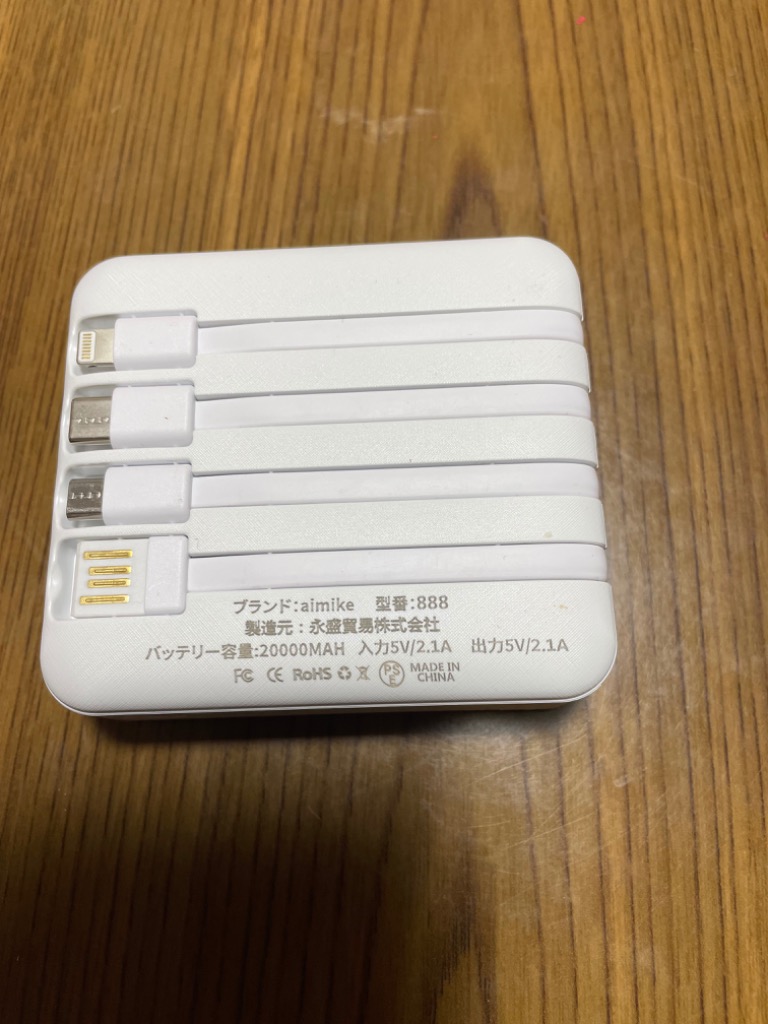 ブランド:aimike 型番:888
製造元:永盛貿易株式会社
バッテリー容量:20000MAH 入力5V/2.1A 出力5V/2.1A
FC CE RoHS PSE MADE IN
CHINA